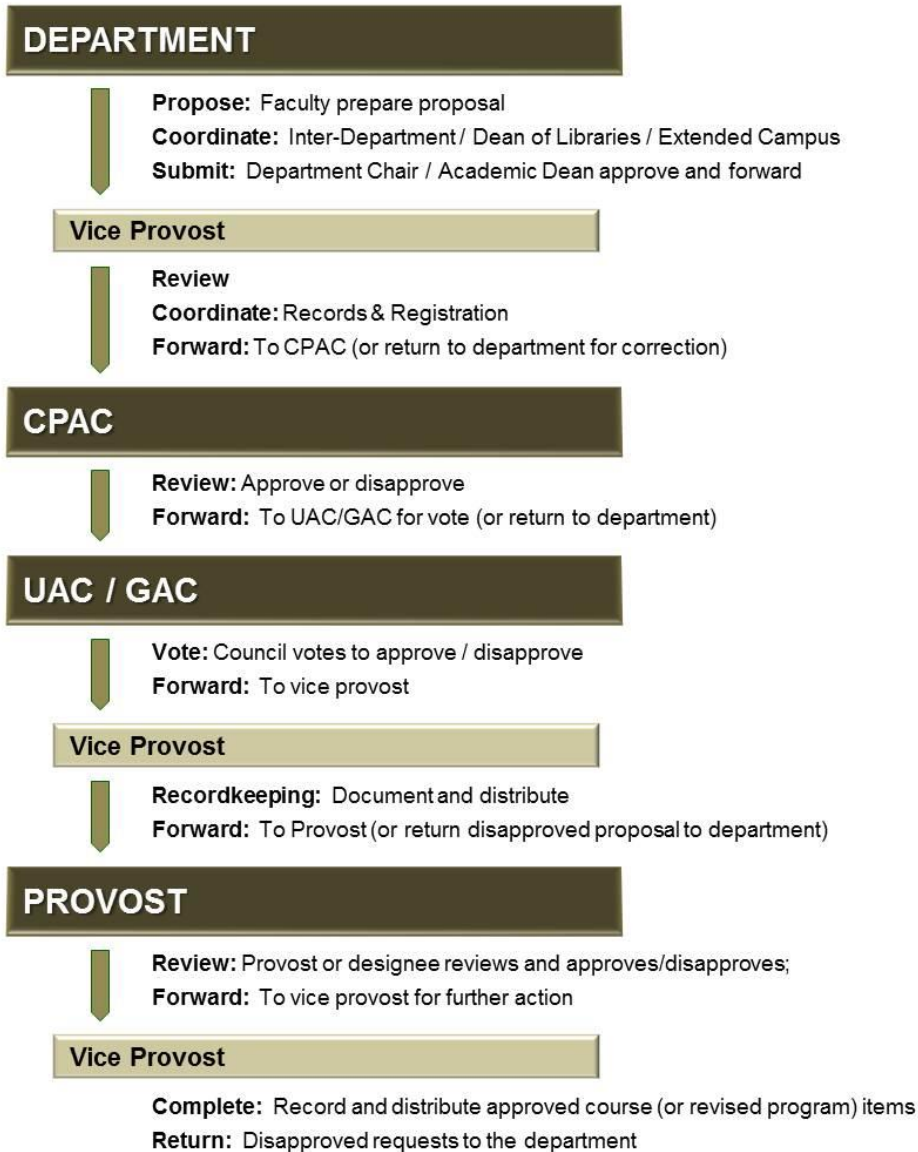 DEPARTMENT
Propose: Faculty prepare proposal
Coordinate: Inter-Department / Dean of Libraries / Extended Campus
Submit: Department Chair / Academic Dean approve and forward
Vice Provost
Review
Coordinate: Records & Registration
Forward: To CPAC (or return to department for correction)
CPAC
Review: Approve or disapprove
Forward: To UAC/GAC for vote (or return to department)
UAC / GAC
Vote: Council votes to approve / disapprove
Forward: To vice provost
Vice Provost
Recordkeeping: Document and distribute
Forward: To Provost (or return disapproved proposal to department)
PROVOST
Review: Provost or designee reviews and approves/disapproves;
Forward: To vice provost for further action
Vice Provost
Complete: Record and distribute approved course (or revised program) items
Return: Disapproved requests to the department